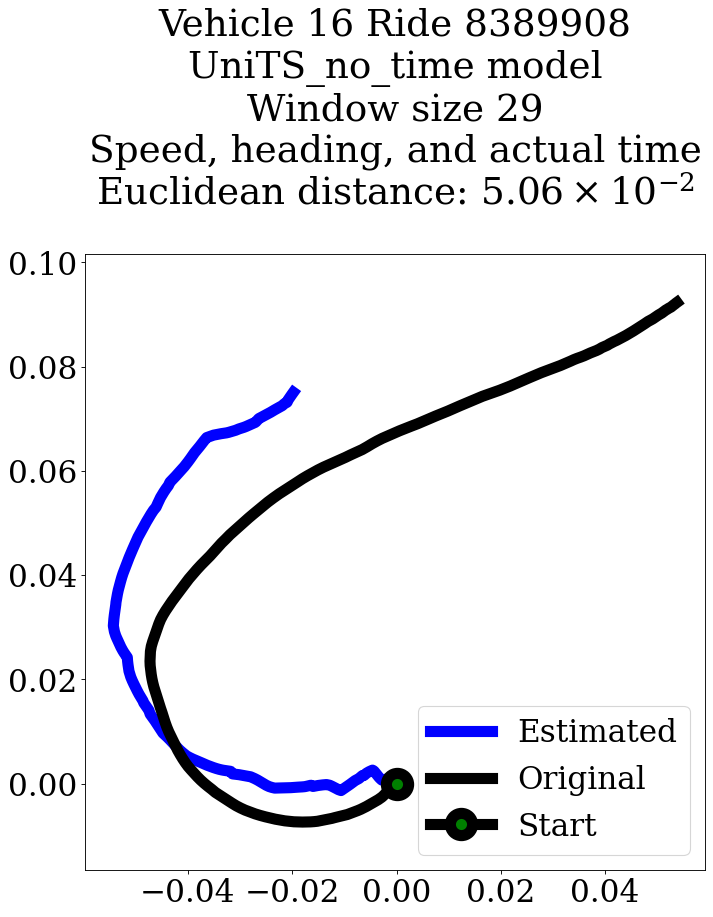 Vehicle 16 Ride 8389908
UniTS_no_time model
Window size 29
Speed, heading, and actual time
Euclidean distance: 5.06 × 10⁻²
0.10
0.08
0.06
0.04
0.02
0.00
Estimated
Original
Start
−0.04 −0.02 0.00 0.02 0.04